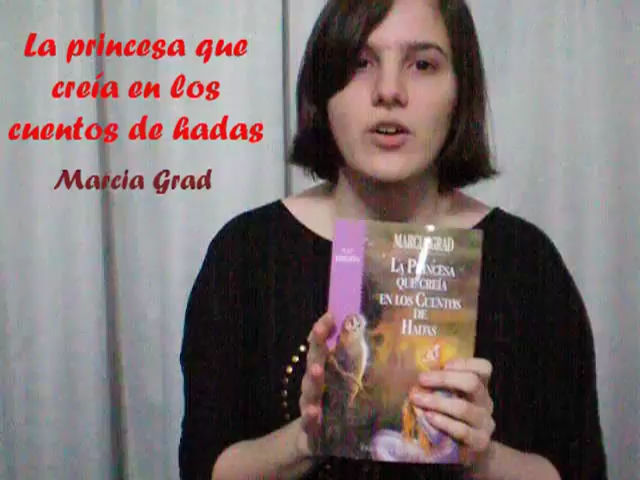 La princesa que
creía en los
cuentos de hadas
Marcia Grad
MARCIA GRAD
LA PRINCESA
QUE CREÍA
EN LOS CUENTOS
DE
HADAS